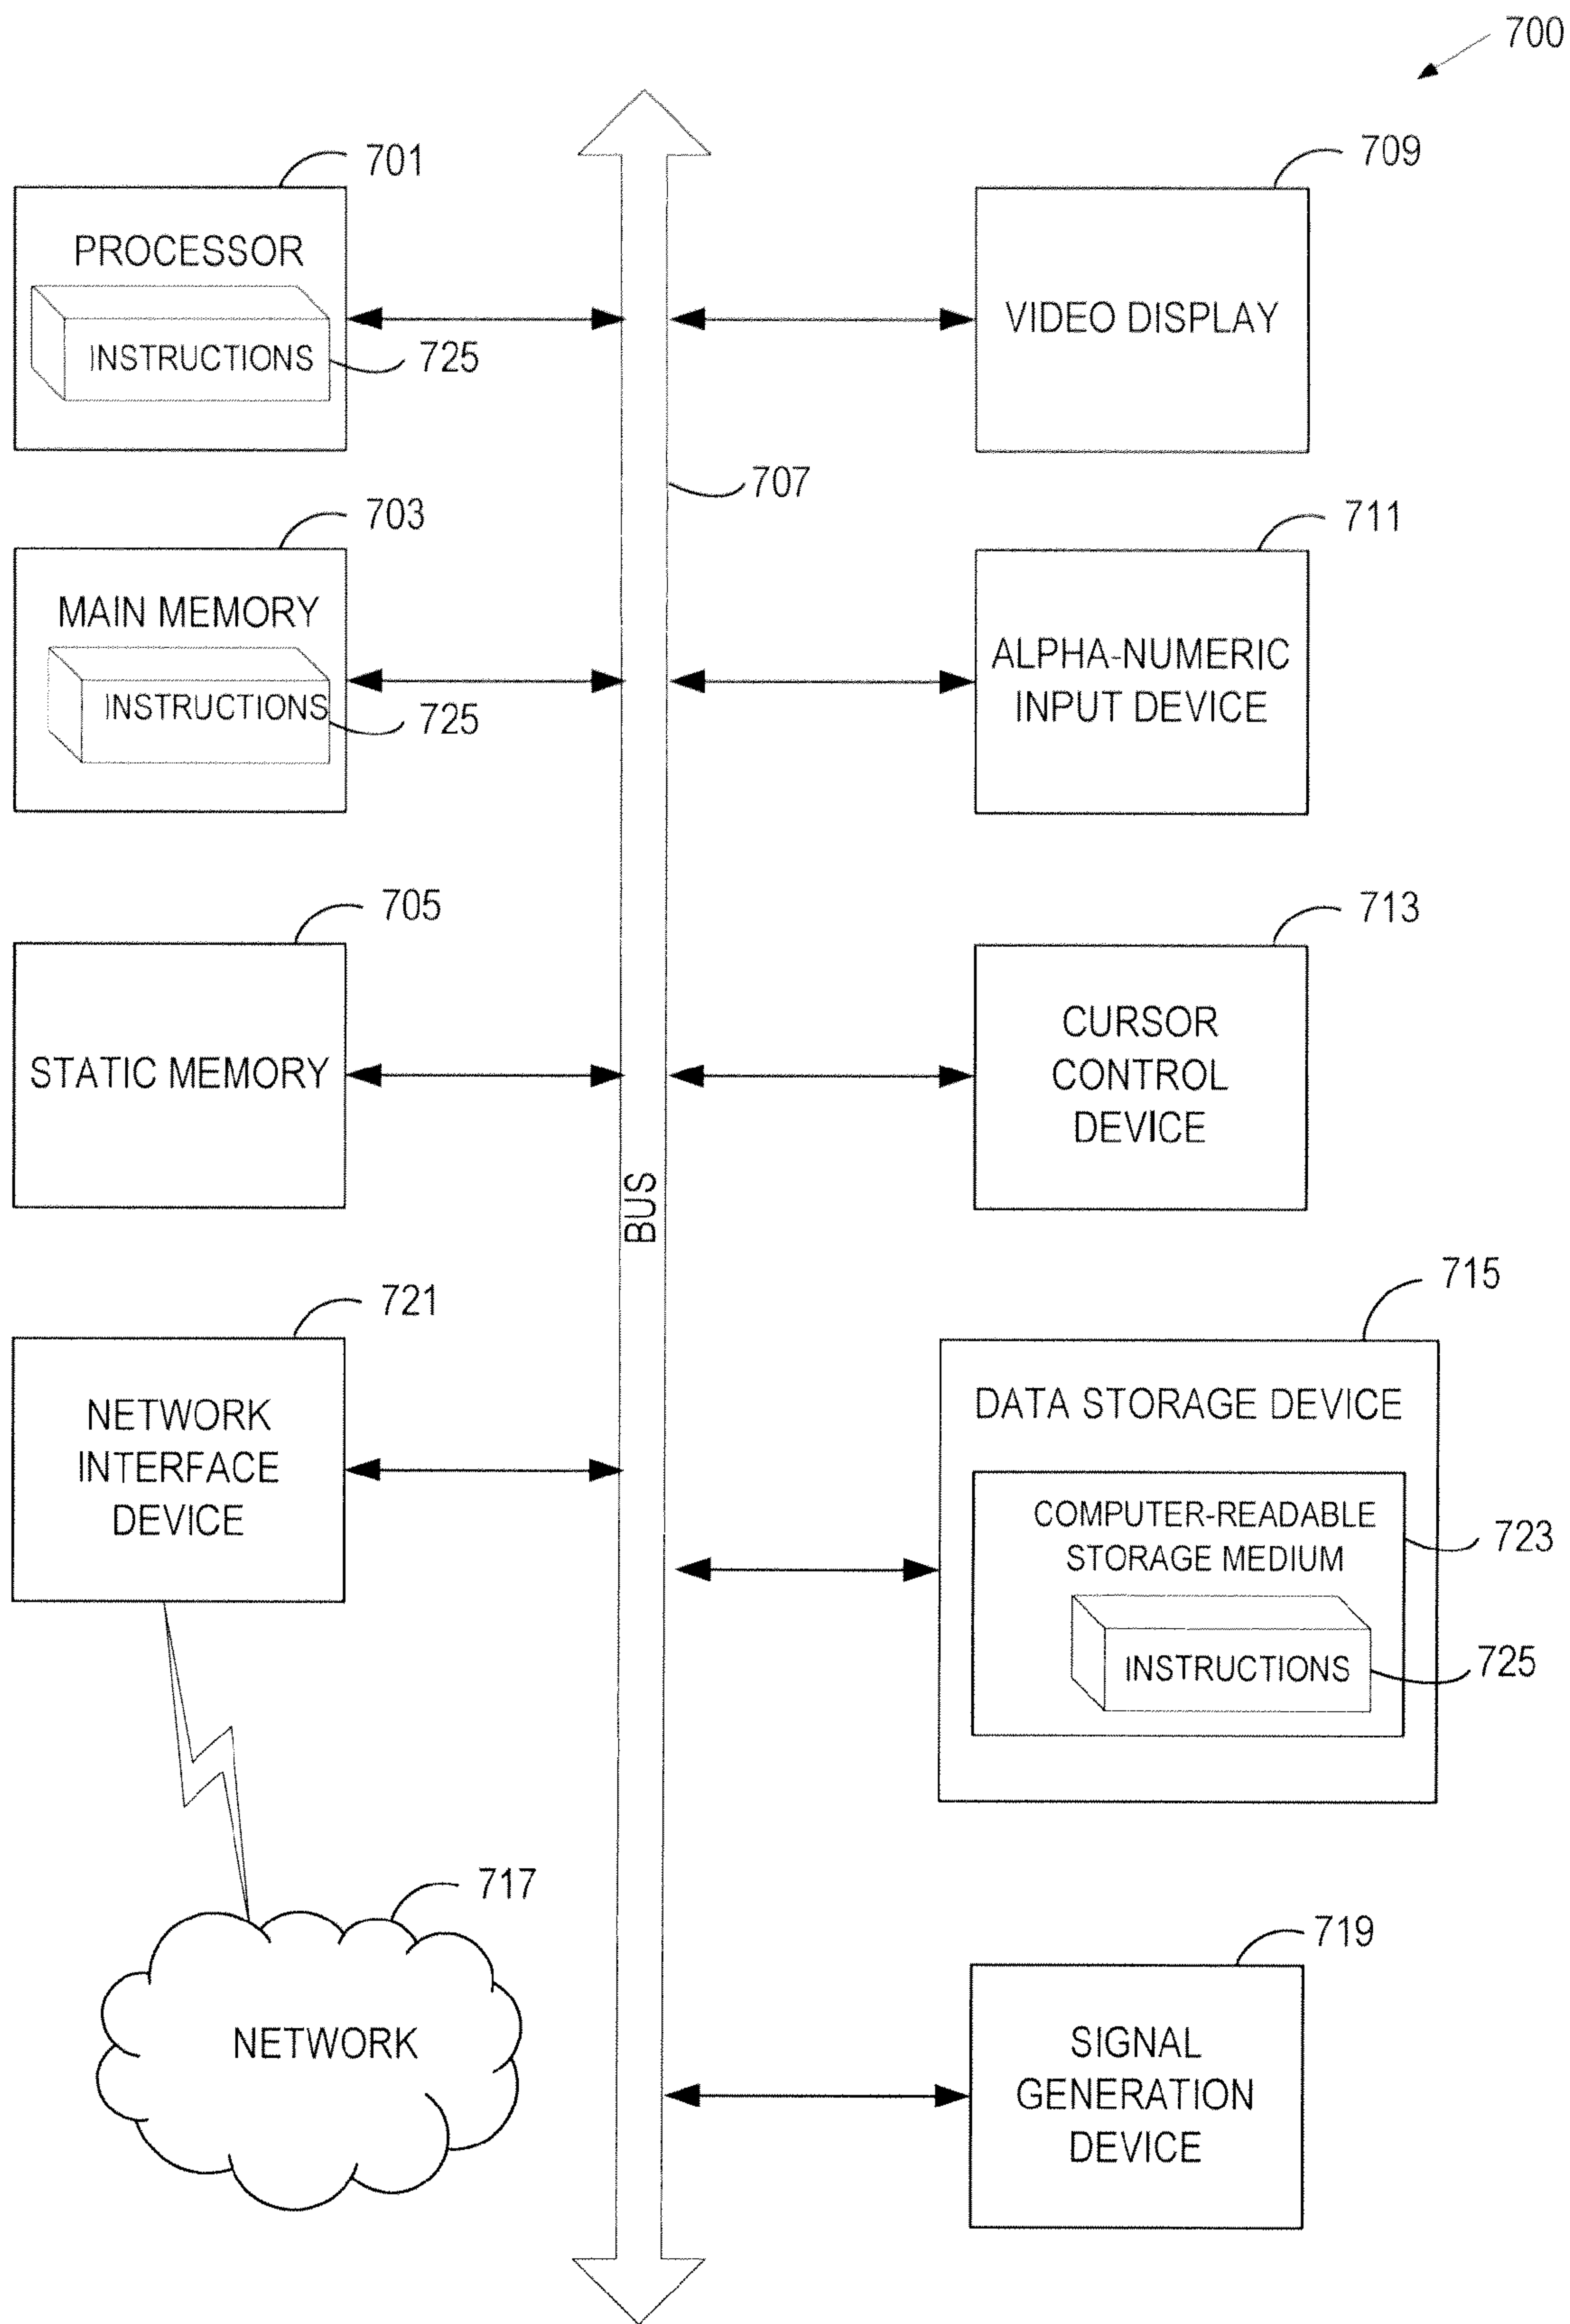 700
701
PROCESSOR
INSTRUCTIONS
725
709
VIDEO DISPLAY
707
703
MAIN MEMORY
INSTRUCTIONS
725
711
ALPHA-NUMERIC
INPUT DEVICE
705
STATIC MEMORY
713
CURSOR
CONTROL
DEVICE
BUS
721
NETWORK
INTERFACE
DEVICE
715
DATA STORAGE DEVICE
COMPUTER-READABLE
STORAGE MEDIUM
723
INSTRUCTIONS
725
717
NETWORK
719
SIGNAL
GENERATION
DEVICE